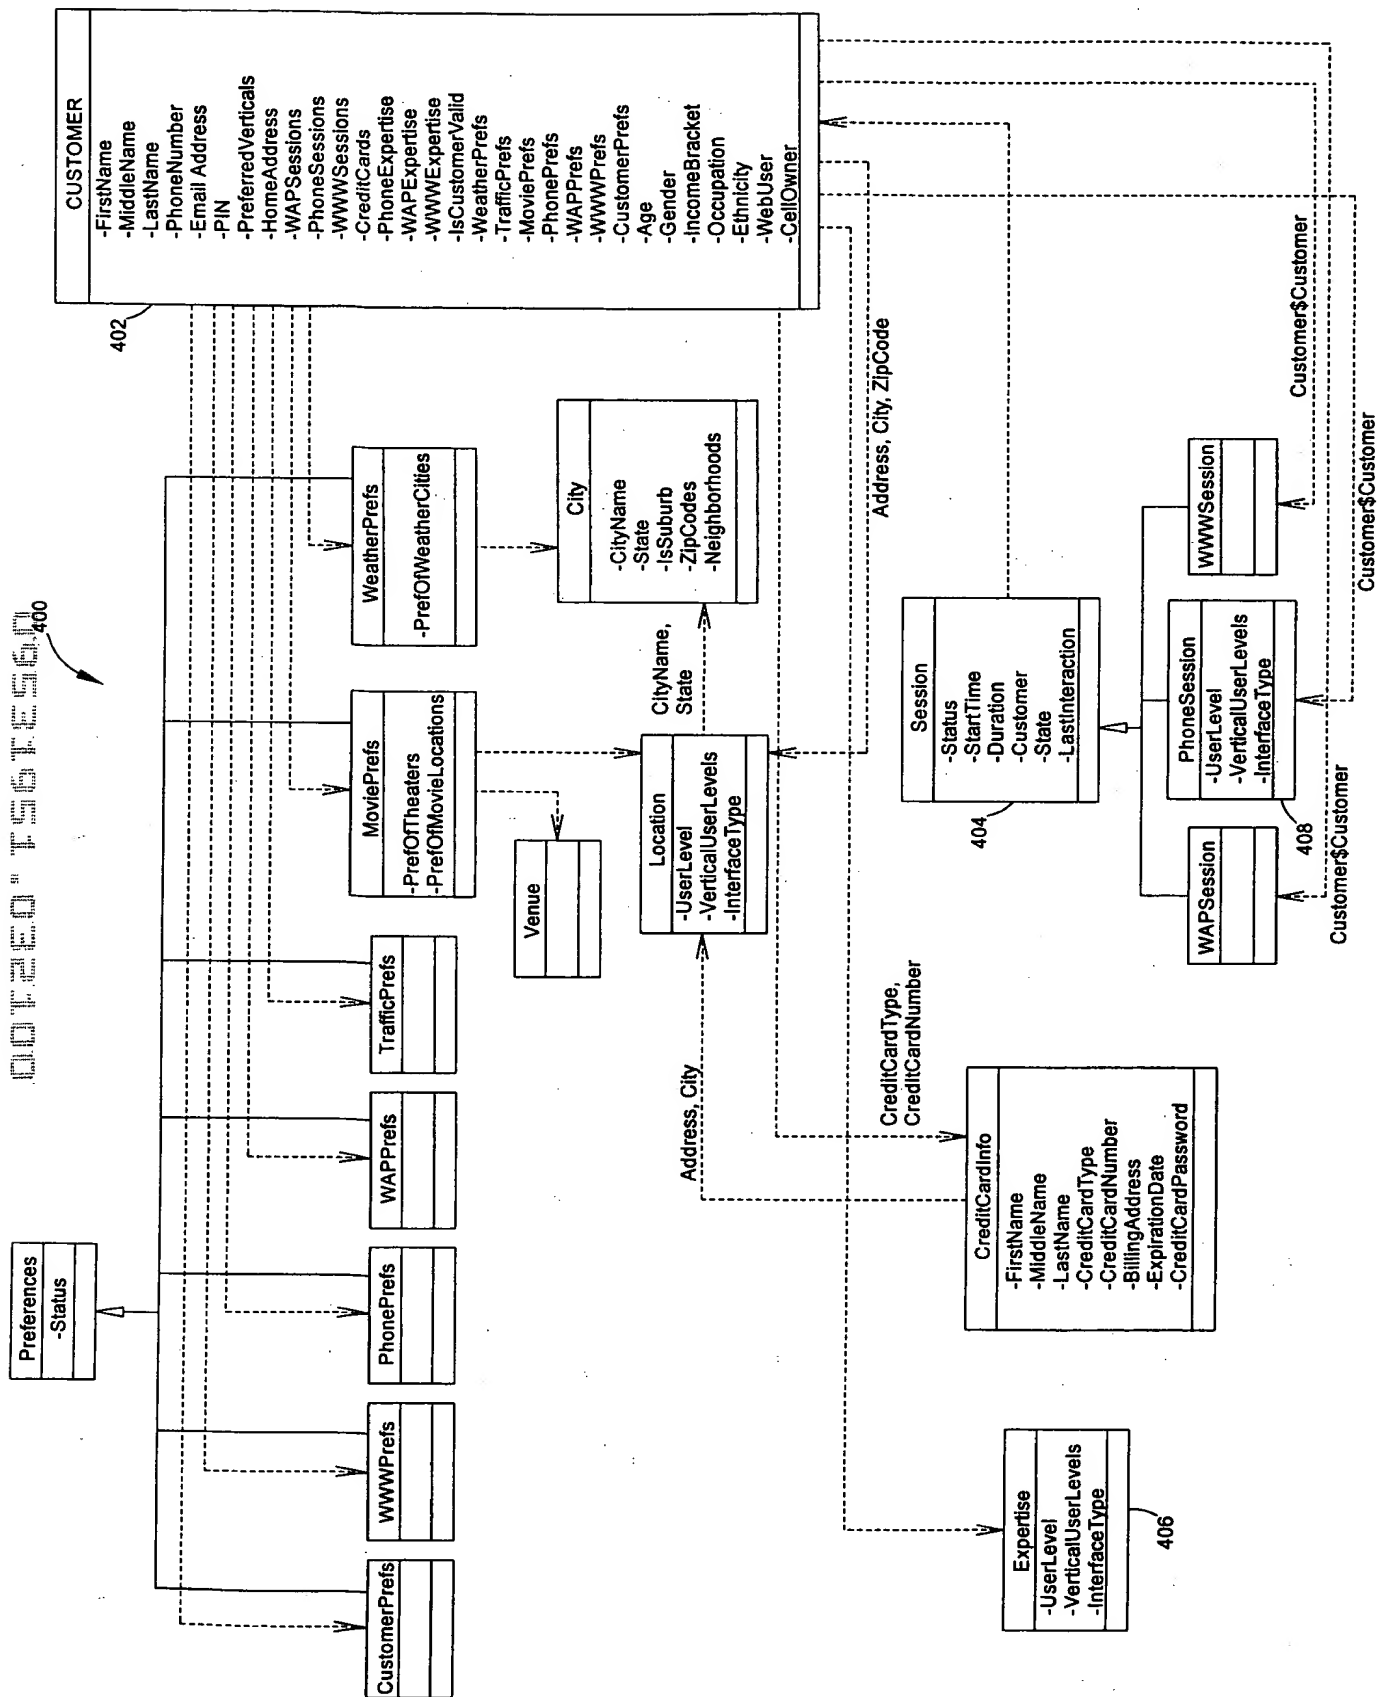 400
Preferences
-Status
CustomerPrefs
WWWPrefs
PhonePrefs
WAPPrefs
TrafficPrefs
MoviePrefs
-PrefOfTheaters
-PrefOfMovieLocations
WeatherPrefs
-PrefOfWeatherCities
402
CUSTOMER
-FirstName
-MiddleName
-LastName
-PhoneNumber
-Email Address
-PIN
-PreferredVerticals
-HomeAddress
-WAPSessions
-PhoneSessions
-WWWSessions
-CreditCards
-PhoneExpertise
-WAPExpertise
-WWWExpertise
-IsCustomerValid
-WeatherPrefs
-TrafficPrefs
-MoviePrefs
-PhonePrefs
-WAPPrefs
-WWWPrefs
-CustomerPrefs
-Age
-Gender
-IncomeBracket
-Occupation
-Ethnicity
-WebUser
-CellOwner
Venue
City
-CityName
-State
-IsSuburb
-ZipCodes
-Neighborhoods
CityName,
State
Location
-UserLevel
-VerticalUserLevels
-InterfaceType
Address, City
Address, City, ZipCode
CreditCardType,
CreditCardNumber
CreditCardInfo
-FirstName
-MiddleName
-LastName
-CreditCardType
-CreditCardNumber
-BillingAddress
-ExpirationDate
-CreditCardPassword
Expertise
-UserLevel
-VerticalUserLevels
-InterfaceType
406
Session
-Status
-StartTime
-Duration
-Customer
-State
-LastInteraction
404
WAPSession
PhoneSession
-UserLevel
-VerticalUserLevels
-InterfaceType
408
WWWSession
Customer$Customer
Customer$Customer
Customer$Customer